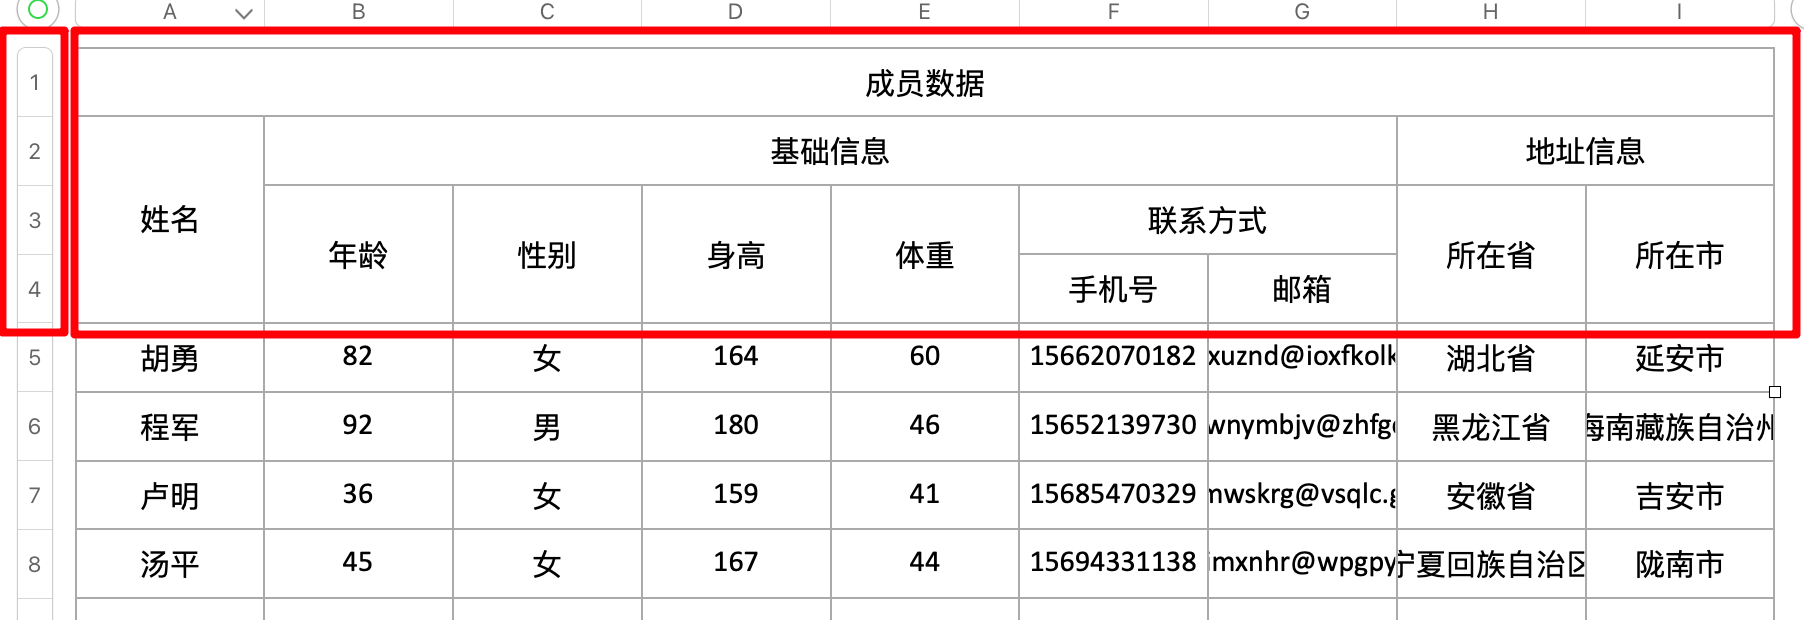 A B C D E F G H I
1 成员数据
2 基础信息 地址信息
3 姓名 年龄 性别 身高 体重 联系方式 所在省 所在市
4 手机号 邮箱
5 胡勇 82 女 164 60 15662070182 xuznd@ioxfkolk 湖北省 延安市
6 程军 92 男 180 46 15652139730 wnymbjv@zhfg 黑龙江省 海南藏族自治州
7 卢明 36 女 159 41 15685470329 mwskrg@vsqlc.g 安徽省 吉安市
8 汤平 45 女 167 44 15694331138 imxnhr@wpgpy 宁夏回族自治区 陇南市